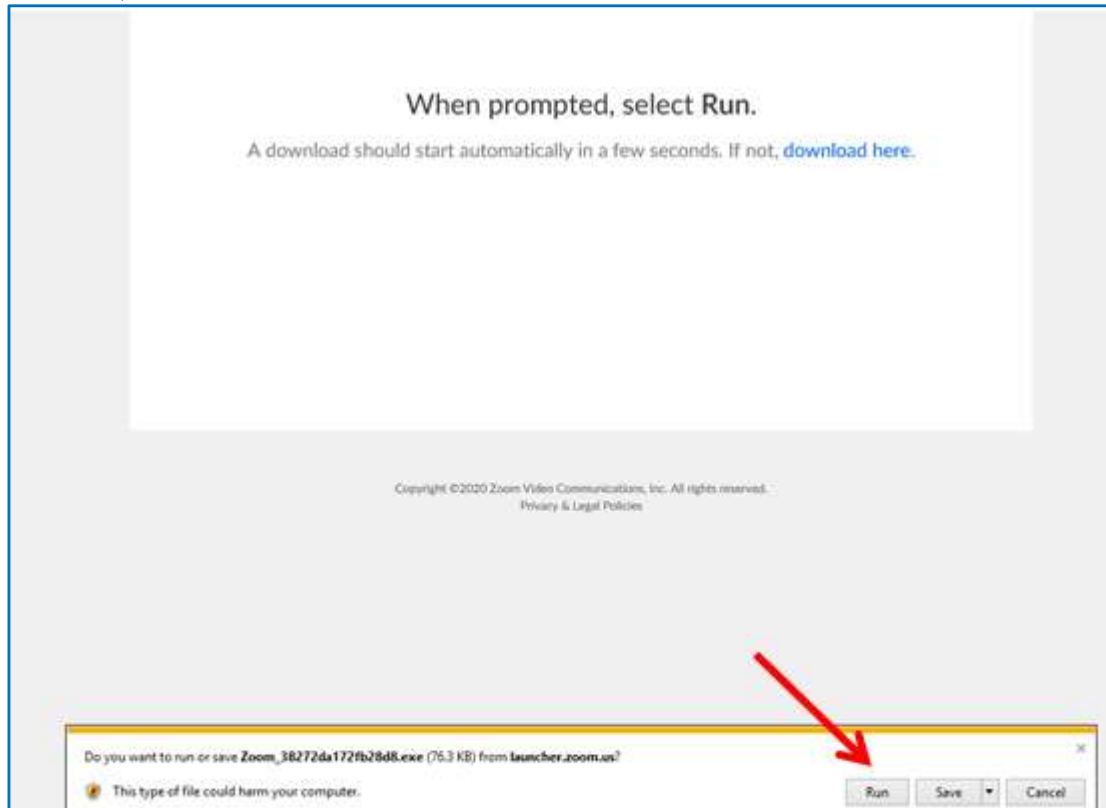 When prompted, select Run.
A download should start automatically in a few seconds. If not, download here.
Copyright ©2020 Zoom Video Communications, Inc. All rights reserved.
Privacy & Legal Policies
Do you want to run or save Zoom_38272da172fb28d8.exe (76.3 KB) from launcher.zoom.us?
This type of file could harm your computer.
Run Save Cancel